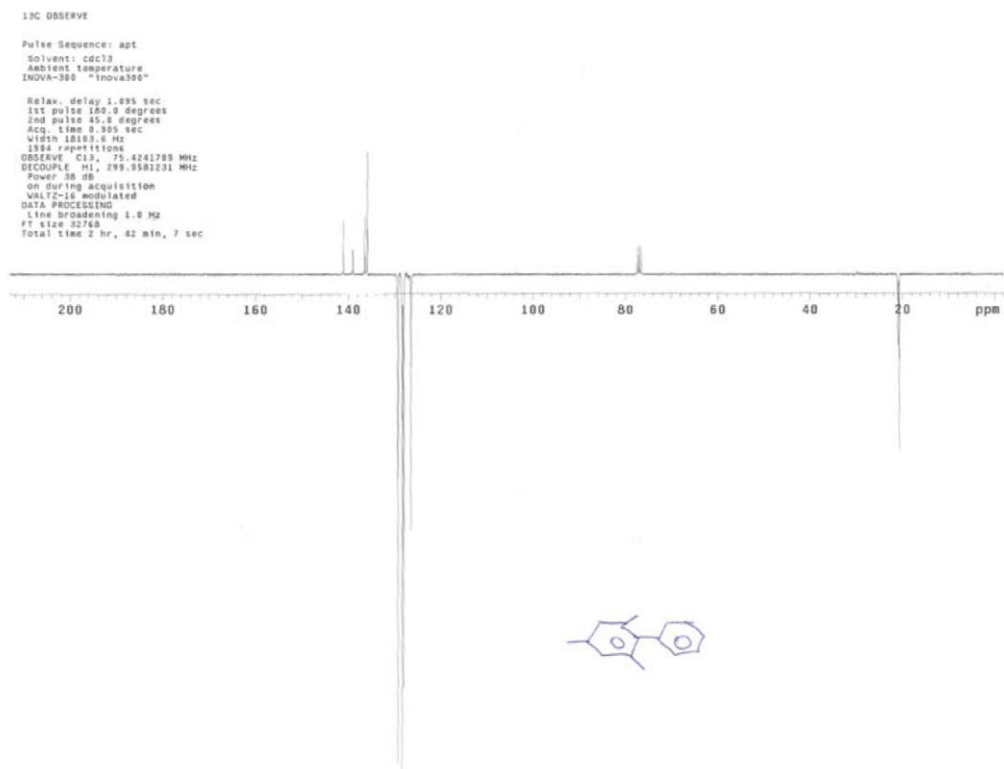 13C OBSERVE
Pulse Sequence: apt
Solvent: cdcl3
Ambient temperature
INOVA-300 "inova300"
Relax. delay 1.095 sec
1st pulse 180.0 degrees
2nd pulse 45.0 degrees
Acq. time 0.905 sec
Width 18103.6 Hz
1984 repetitions
OBSERVE C13, 75.4241709 MHz
DECOUPLE H1, 299.9581231 MHz
Power 38 dB
on during acquisition
WALTZ-16 modulated
DATA PROCESSING
Line broadening 1.0 Hz
FT size 32768
Total time 2 hr, 42 min, 7 sec
200 180 160 140 120 100 80 60 40 20 ppm